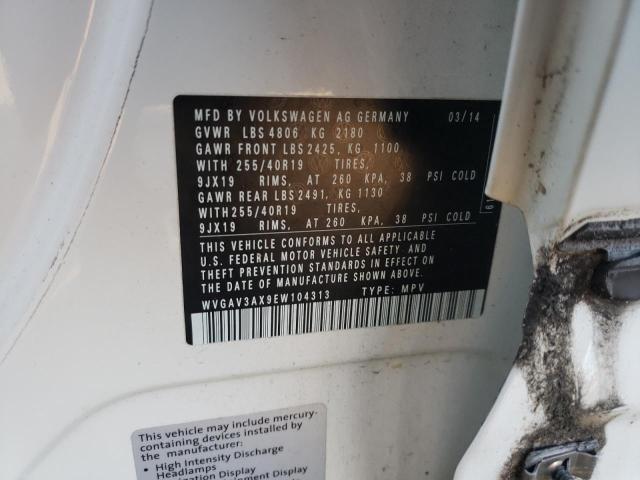 MFD BY VOLKSWAGEN AG GERMANY 03/14
GVWR LBS 4806 KG 2180
GAWR FRONT LBS 2425, KG 1100
WITH 255/40R19 TIRES,
9JX19 RIMS, AT 260 KPA, 38 PSI COLD
GAWR REAR LBS 2491, KG 1130
WITH 255/40R19 TIRES,
9JX19 RIMS, AT 260 KPA, 38 PSI COLD
THIS VEHICLE CONFORMS TO ALL APPLICABLE
U.S. FEDERAL MOTOR VEHICLE SAFETY AND
THEFT PREVENTION STANDARDS IN EFFECT ON
THE DATE OF MANUFACTURE SHOWN ABOVE.
WVGAV3AX9EW104313 TYPE: MPV
This vehicle may include mercury-
containing devices installed by
the manufacturer:
• High Intensity Discharge
Headlamps
Display
Display